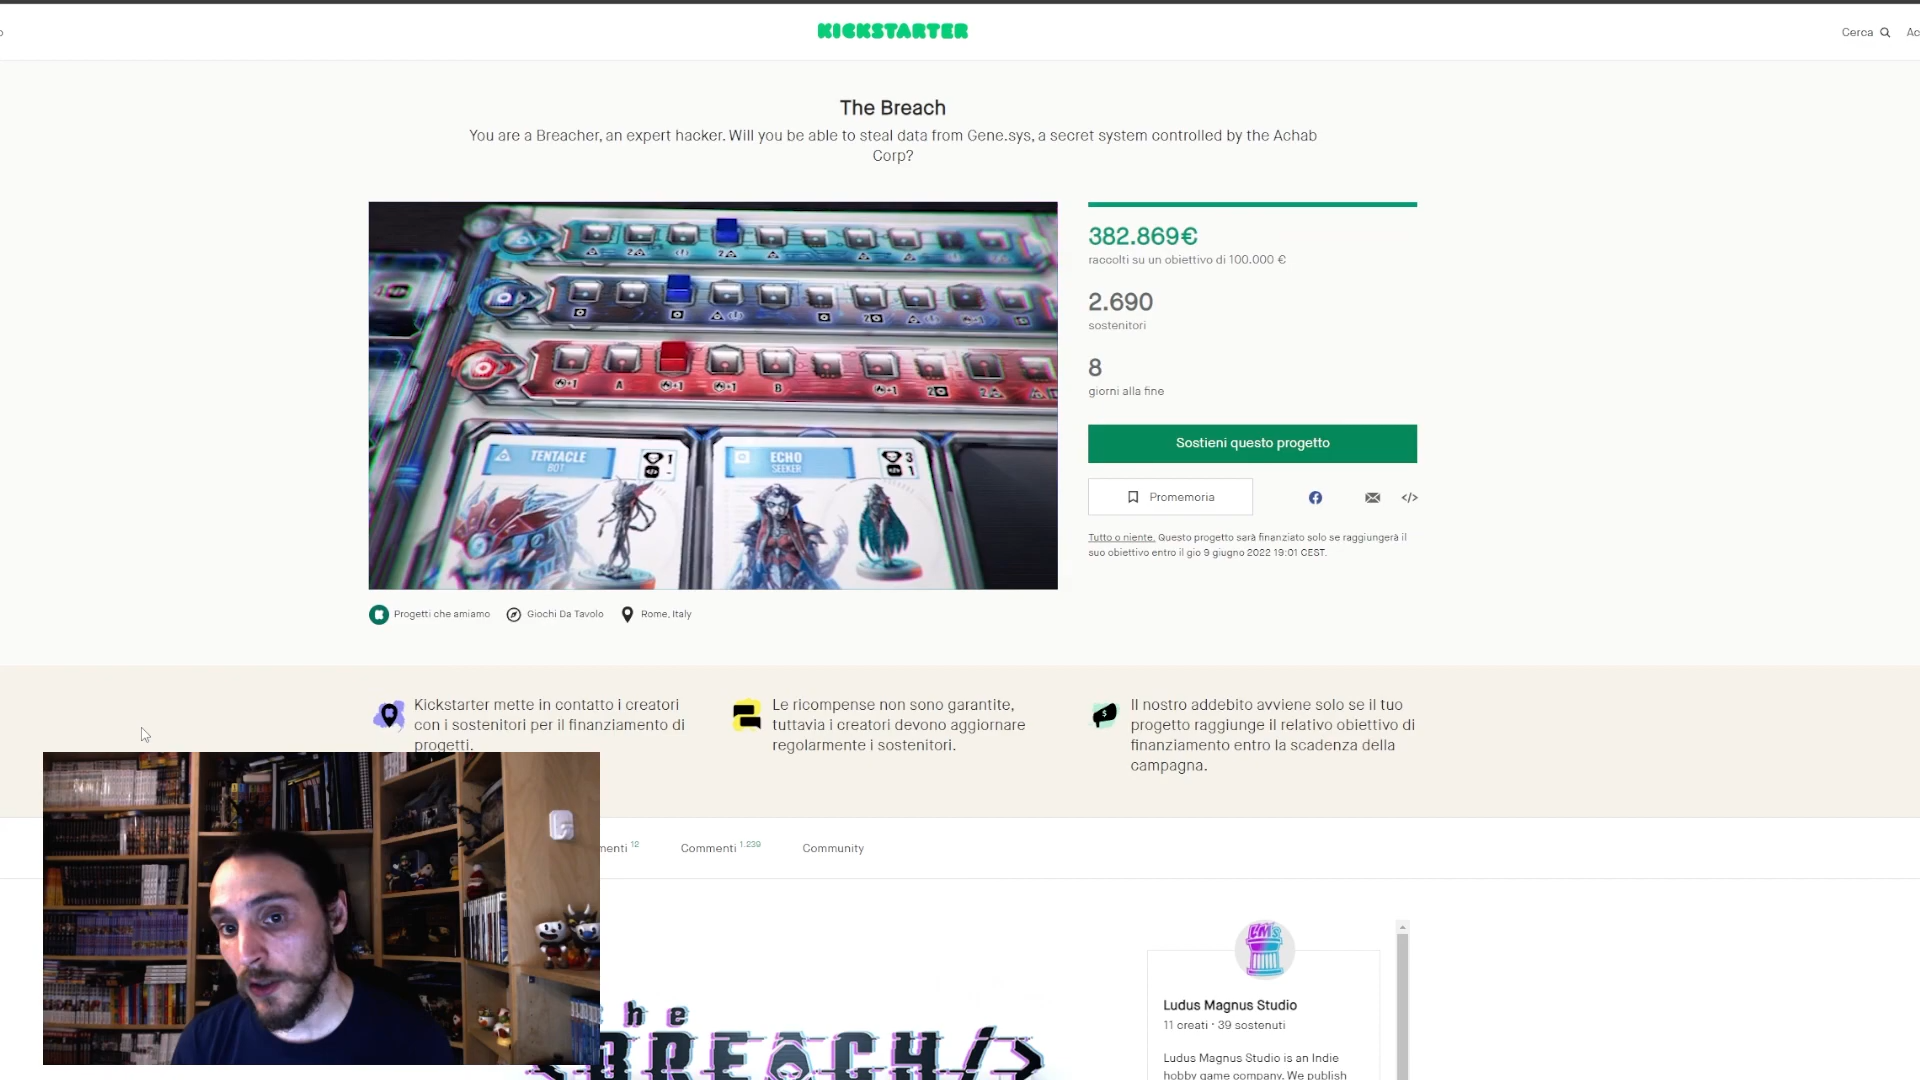 KICKSTARTER
Cerca
Ac
The Breach
You are a Breacher, an expert hacker. Will you be able to steal data from Gene.sys, a secret system controlled by the Achab
Corp?
382.869€
raccolti su un obiettivo di 100.000 €
2.690
sostenitori
8
giorni alla fine
Sostieni questo progetto
Promemoria
</>
Tutto o niente. Questo progetto sarà finanziato solo se raggiungerà il
suo obiettivo entro il gio 9 giugno 2022 19:01 CEST.
A
B
TENTACLE
BOT
1
ECHO
SEEKER
3
1
Progetti che amiamo
Giochi Da Tavolo
Rome, Italy
Kickstarter mette in contatto i creatori
con i sostenitori per il finanziamento di
progetti.
Le ricompense non sono garantite,
tuttavia i creatori devono aggiornare
regolarmente i sostenitori.
Il nostro addebito avviene solo se il tuo
progetto raggiunge il relativo obiettivo di
finanziamento entro la scadenza della
campagna.
menti 12
Commenti 1.239
Community
he
BREACH/>
LMS
Ludus Magnus Studio
11 creati · 39 sostenuti
Ludus Magnus Studio is an Indie
hobby game company. We publish